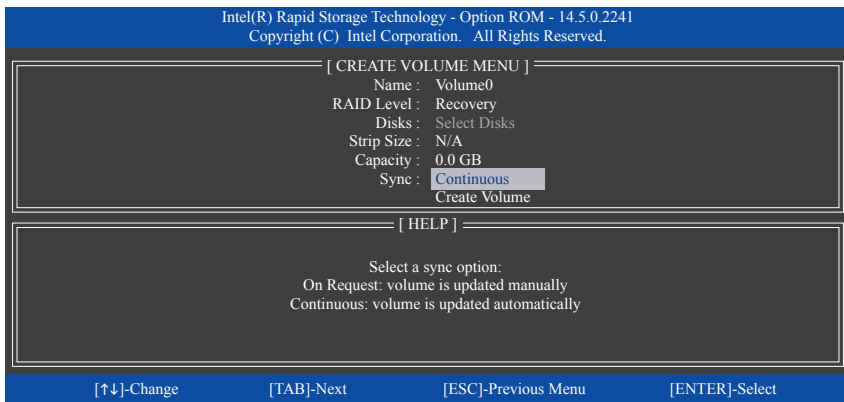 Intel(R) Rapid Storage Technology - Option ROM - 14.5.0.2241
Copyright (C) Intel Corporation. All Rights Reserved.
[ CREATE VOLUME MENU ]
Name : Volume0
RAID Level : Recovery
Disks : Select Disks
Strip Size : N/A
Capacity : 0.0 GB
Sync : Continuous
Create Volume
[ HELP ]
Select a sync option:
On Request: volume is updated manually
Continuous: volume is updated automatically
[↑↓]-Change [TAB]-Next [ESC]-Previous Menu [ENTER]-Select